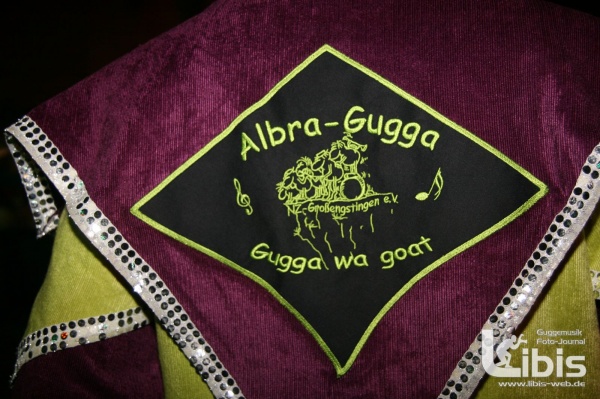 Albra-Gugga
NZ-Großengstingen e.V.
Gugga wa goat
Guggemusik
Foto-Journal
Libis
www.libis-web.de